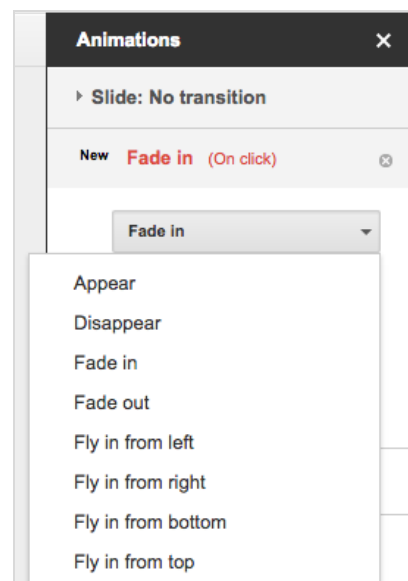 Animations
Slide: No transition
New Fade in (On click)
Fade in
Appear
Disappear
Fade in
Fade out
Fly in from left
Fly in from right
Fly in from bottom
Fly in from top